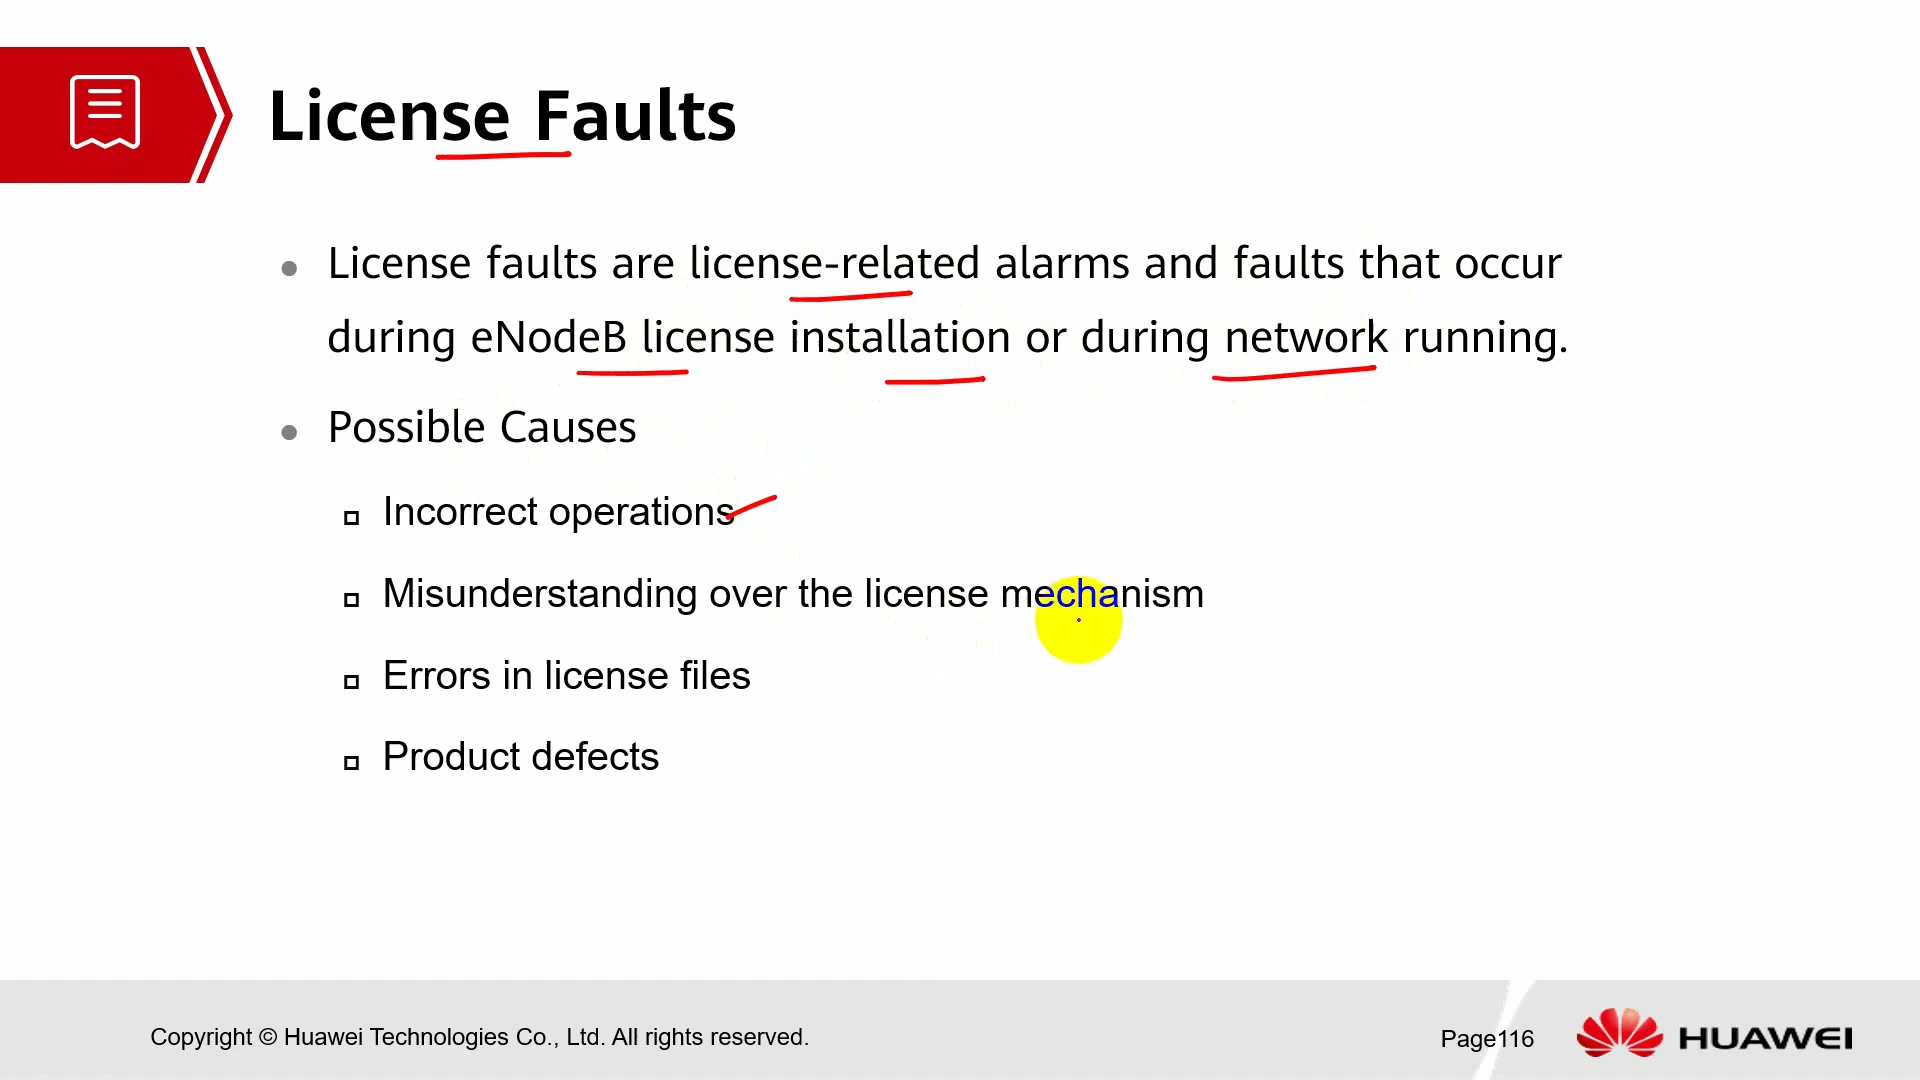 License Faults
License faults are license-related alarms and faults that occur
during eNodeB license installation or during network running.
Possible Causes
Incorrect operations
Misunderstanding over the license mechanism
Errors in license files
Product defects
Copyright © Huawei Technologies Co., Ltd. All rights reserved.
Page116
HUAWEI